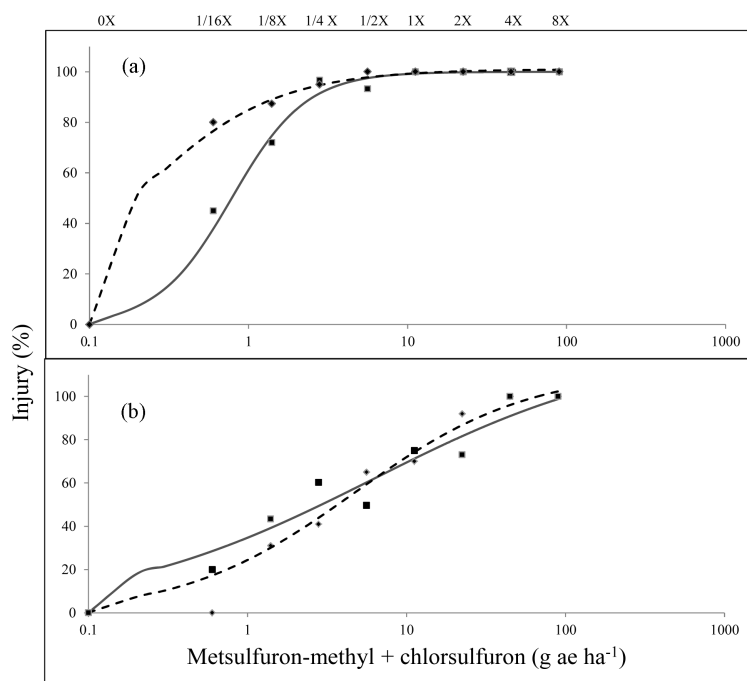 0X 1/16X 1/8X 1/4 X 1/2X 1X 2X 4X 8X
(a)
100
80
60
40
20
0
0.1 1 10 100 1000
Injury (%)
(b)
100
80
60
40
20
0
0.1 1 10 100 1000
Metsulfuron-methyl + chlorsulfuron (g ae ha⁻¹)